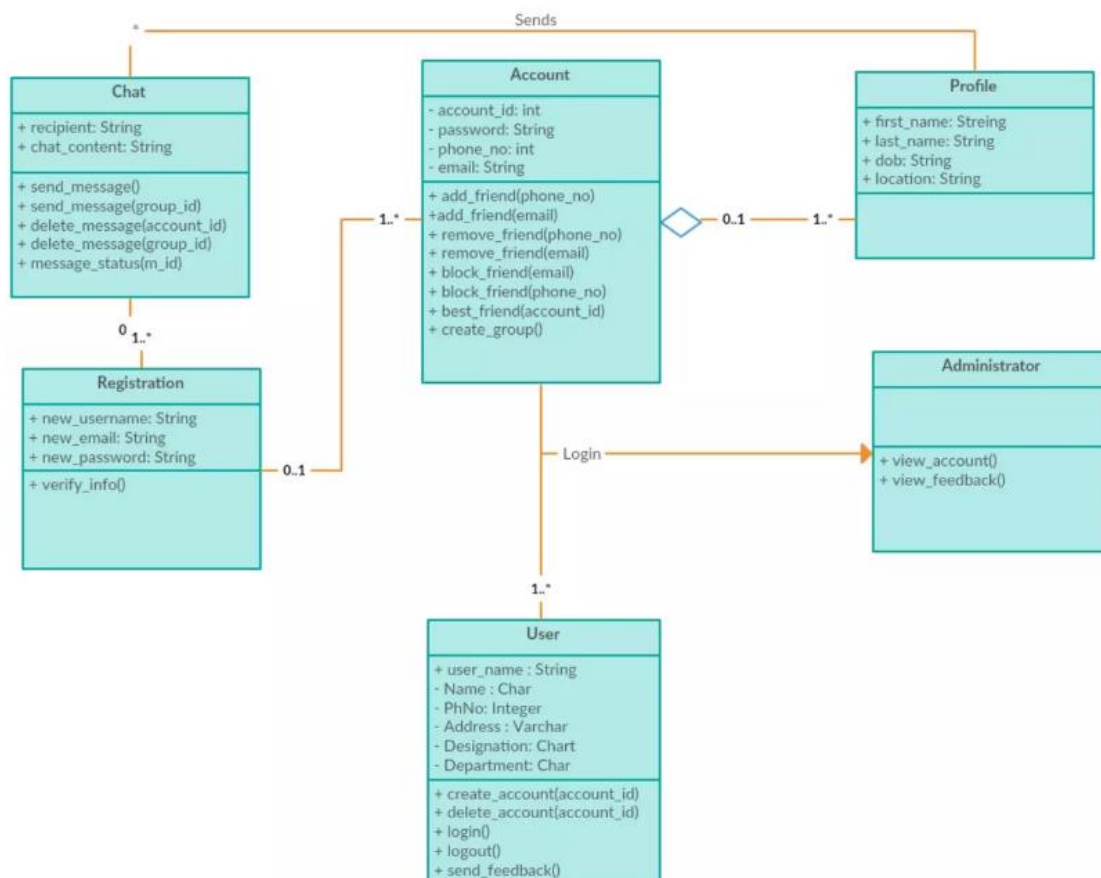 Sends
*
Chat
+ recipient: String
+ chat_content: String
+ send_message()
+ send_message(group_id)
+ delete_message(account_id)
+ delete_message(group_id)
+ message_status(m_id)
Account
- account_id: int
- password: String
- phone_no: int
- email: String
+ add_friend(phone_no)
+add_friend(email)
+ remove_friend(phone_no)
+ remove_friend(email)
+ block_friend(email)
+ block_friend(phone_no)
+ best_friend(account_id)
+ create_group()
Profile
+ first_name: Streing
+ last_name: String
+ dob: String
+ location: String
1..*
0..1
1..*
0
1..*
Registration
+ new_username: String
+ new_email: String
+ new_password: String
+ verify_info()
0..1
Login
Administrator
+ view_account()
+ view_feedback()
1..*
User
+ user_name : String
- Name : Char
- PhNo: Integer
- Address : Varchar
- Designation: Chart
- Department: Char
+ create_account(account_id)
+ delete_account(account_id)
+ login()
+ logout()
+ send_feedback()